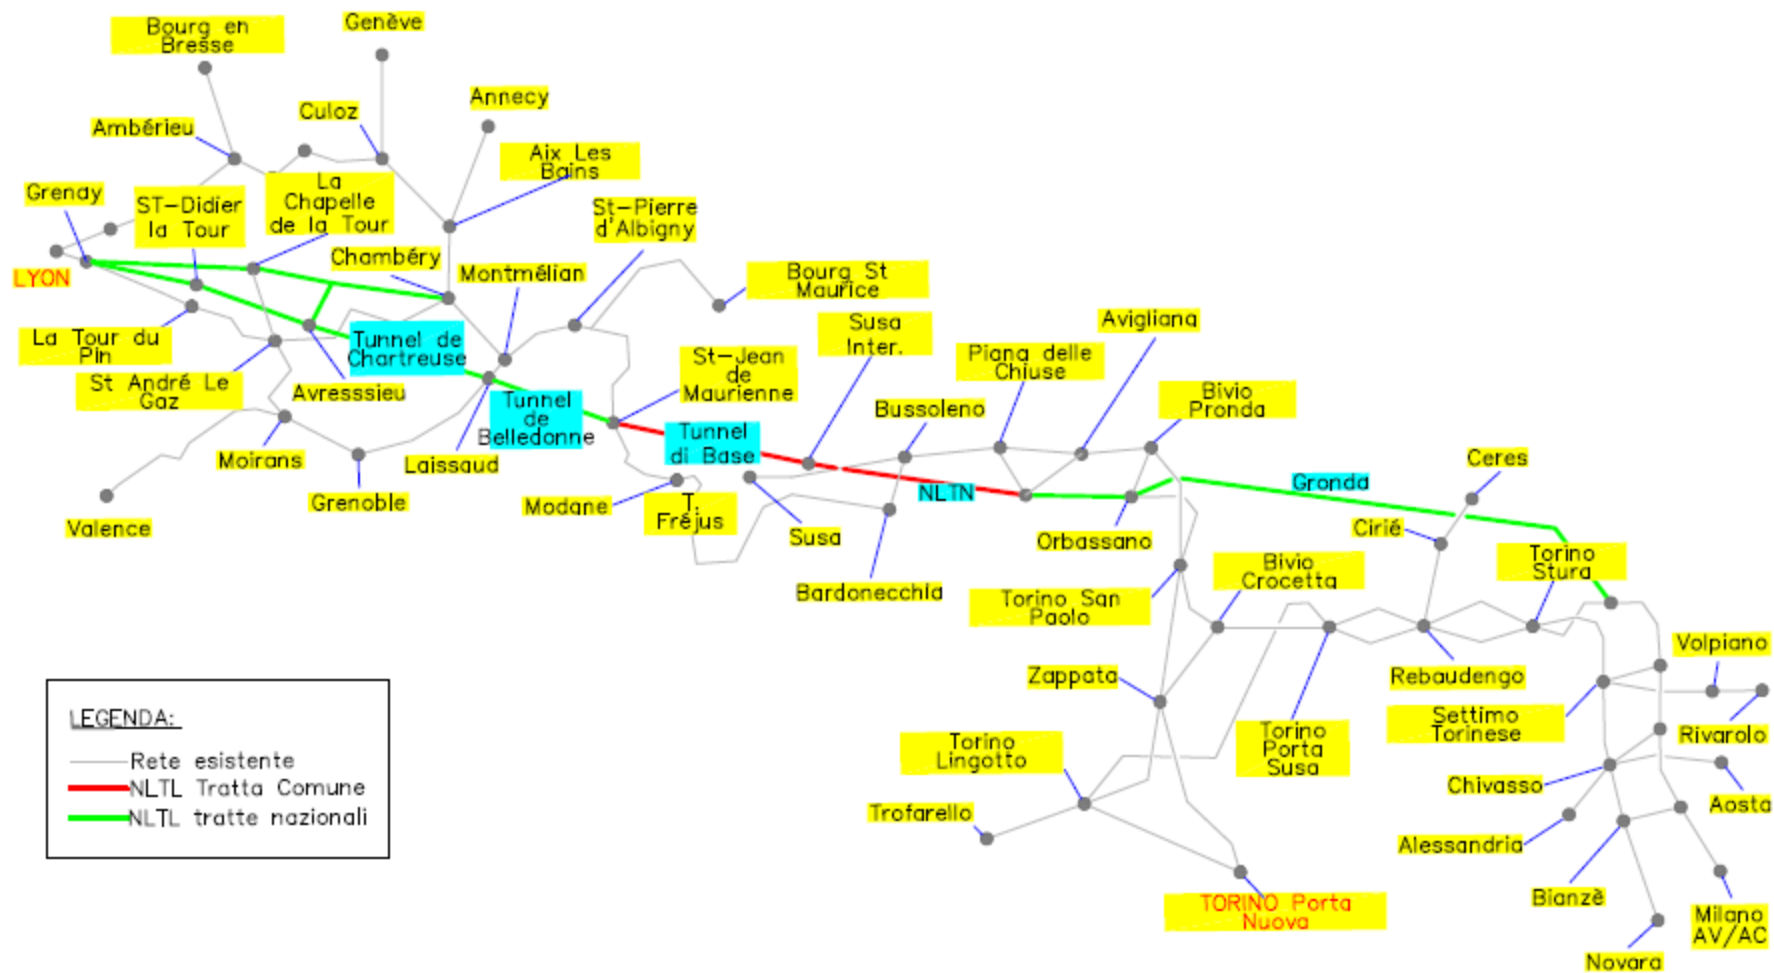 Bourg en
Bresse
Genève
Annecy
Culoz
Ambérieu
Aix Les
Bains
Grenay
ST-Didier
la Tour
La
Chapelle
de la Tour
St-Pierre
d'Albigny
Chambéry
Montmélian
LYON
Bourg St
Maurice
La Tour du
Pin
Tunnel de
Chartreuse
St André Le
Gaz
Avresssieu
St-Jean
de
Maurienne
Susa
Inter.
Avigliana
Piana delle
Chiuse
Bivio
Pronda
Bussoleno
Tunnel
de
Belledonne
Tunnel
di Base
Moirans
Laissaud
Grenoble
Valence
Modane
T.
Fréjus
Susa
NLTN
Gronda
Ceres
Orbassano
Cirié
Bardonecchia
Torino San
Paolo
Bivio
Crocetta
Torino
Stura
Zappata
Rebaudengo
Volpiano
Torino
Lingotto
Torino
Porta
Susa
Settimo
Torinese
Rivarolo
Chivasso
Aosta
Trofarello
Alessandria
TORINO Porta
Nuova
Bianzè
Milano
AV/AC
Novara
LEGENDA:
Rete esistente
NLTL Tratta Comune
NLTL tratte nazionali